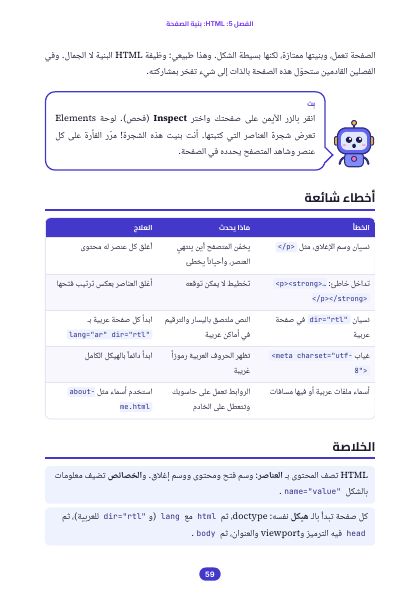 الفصل 5: HTML: بنية الصفحة
الصفحة تعمل، وبنيتها ممتازة، لكنها بسيطة الشكل. وهذا طبيعي: وظيفة HTML البنية لا الجمال. وفي
الفصلين القادمين ستحوّل هذه الصفحة بالذات إلى شيء تفخر بمشاركته.
بت
انقر بالزر الأيمن على صفحتك واختر Inspect (فحص). لوحة Elements
تعرض شجرة العناصر التي كتبتها. أنت بنيت هذه الشجرة! مرّر الفأرة على كل
عنصر وشاهد المتصفح يحدده في الصفحة.
أخطاء شائعة
الخطأ ماذا يحدث العلاج
نسيان وسم الإغلاق، مثل </p> يخمّن المتصفح أين ينتهي أغلق كل عنصر له محتوى
العنصر، وأحياناً يخطئ
تداخل خاطئ: <p><strong>… تخطيط لا يمكن توقعه أغلق العناصر بعكس ترتيب فتحها
</p></strong>
نسيان dir="rtl" في صفحة النص ملتصق باليسار والترقيم ابدأ كل صفحة عربية بـ
عربية في أماكن غريبة lang="ar" dir="rtl"
غياب <meta charset="utf- تظهر الحروف العربية رموزاً ابدأ دائماً بالهيكل الكامل
8"> غريبة
أسماء ملفات عربية أو فيها مسافات الروابط تعمل على حاسوبك استخدم أسماء مثل about-
وتتعطل على الخادم me.html
الخلاصة
HTML تصف المحتوى بـ العناصر: وسم فتح ومحتوى ووسم إغلاق. والخصائص تضيف معلومات
بالشكل name="value" .
كل صفحة تبدأ بالـ هيكل نفسه: doctype، ثم html مع lang (و dir="rtl" للعربية)، ثم
head فيه الترميز وviewport والعنوان، ثم body .
59